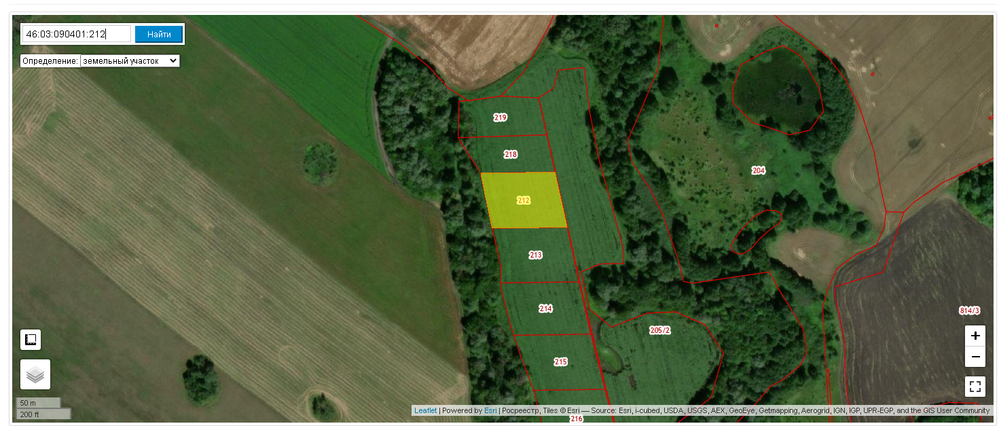 46:03:090401:212
Найти
Определение: земельный участок
219
218
204
212
213
214
814/3
205/2
215
+
−
50 m
200 ft
Leaflet | Powered by Esri | Росреестр, Tiles © Esri — Source: Esri, i-cubed, USDA, USGS, AEX, GeoEye, Getmapping, Aerogrid, IGN, IGP, UPR-EGP, and the GIS User Community
216